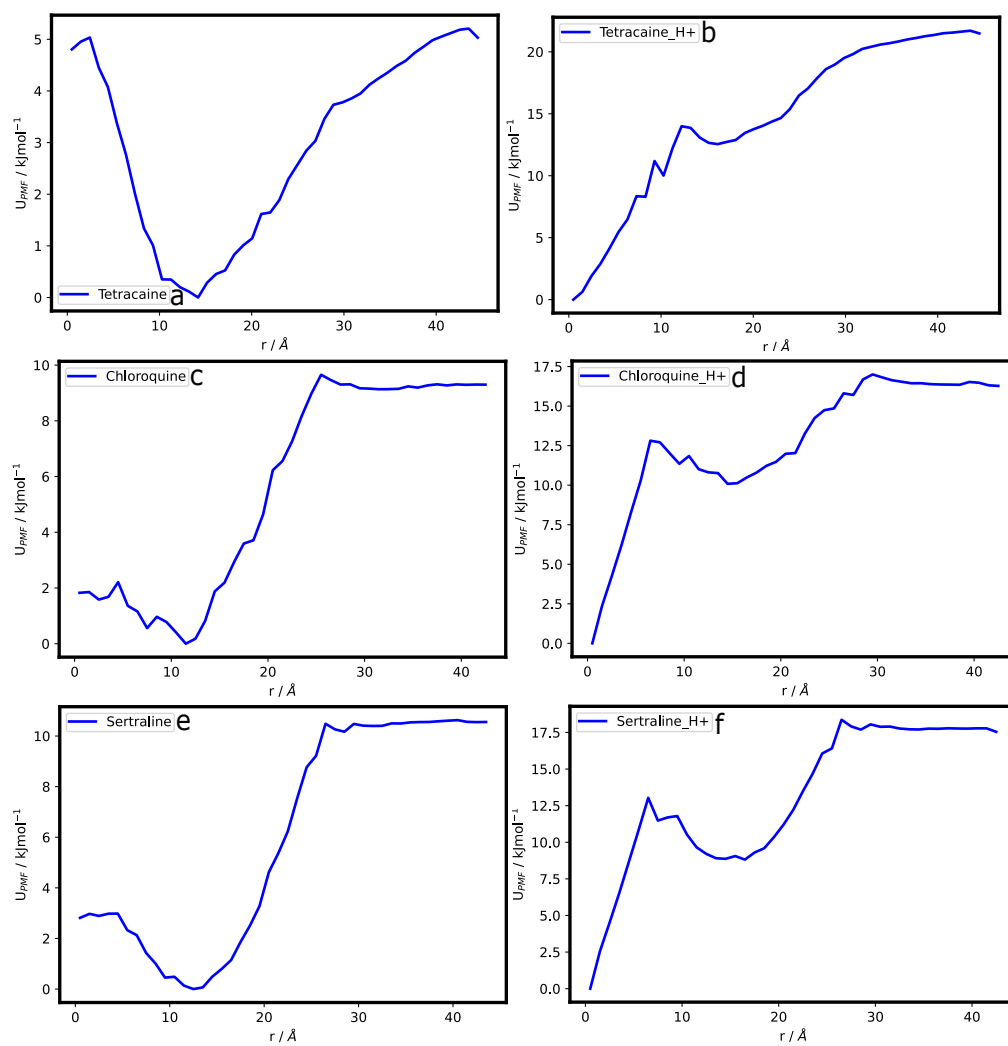 5
4
3
2
1
0
U_PMF / kJmol⁻¹
Tetracaine a
0 10 20 30 40
r / Å
20
15
10
5
0
U_PMF / kJmol⁻¹
Tetracaine_H+ b
0 10 20 30 40
r / Å
10
8
6
4
2
0
U_PMF / kJmol⁻¹
Chloroquine c
0 10 20 30 40
r / Å
17.5
15.0
12.5
10.0
7.5
5.0
2.5
0.0
U_PMF / kJmol⁻¹
Chloroquine_H+ d
0 10 20 30 40
r / Å
10
8
6
4
2
0
U_PMF / kJmol⁻¹
Sertraline e
0 10 20 30 40
r / Å
17.5
15.0
12.5
10.0
7.5
5.0
2.5
0.0
U_PMF / kJmol⁻¹
Sertraline_H+ f
0 10 20 30 40
r / Å